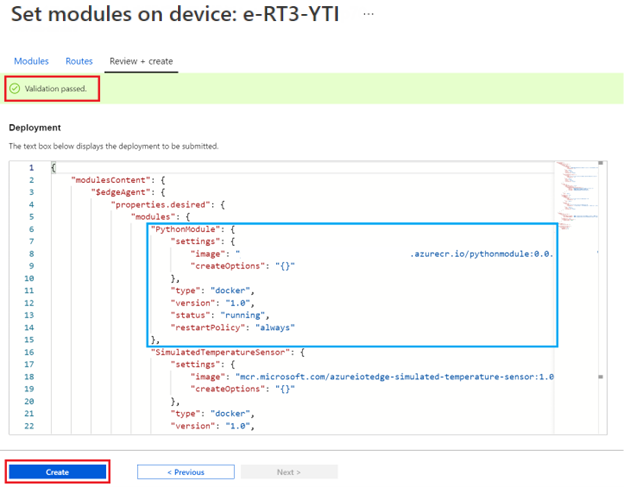 Set modules on device: e-RT3-YTI ...
Modules Routes Review + create
Validation passed.
Deployment
The text box below displays the deployment to be submitted.
1 {
2 "modulesContent": {
3 "$edgeAgent": {
4 "properties.desired": {
5 "modules": {
6 "PythonModule": {
7 "settings": {
8 "image": " .azurecr.io/pythonmodule:0.0. "
9 "createOptions": "{}"
10 },
11 "type": "docker",
12 "version": "1.0",
13 "status": "running",
14 "restartPolicy": "always"
15 },
16 "SimulatedTemperatureSensor": {
17 "settings": {
18 "image": "mcr.microsoft.com/azureiotedge-simulated-temperature-sensor:1.0
19 "createOptions": "{}"
20 },
21 "type": "docker",
22 "version": "1.0",
Create < Previous Next >